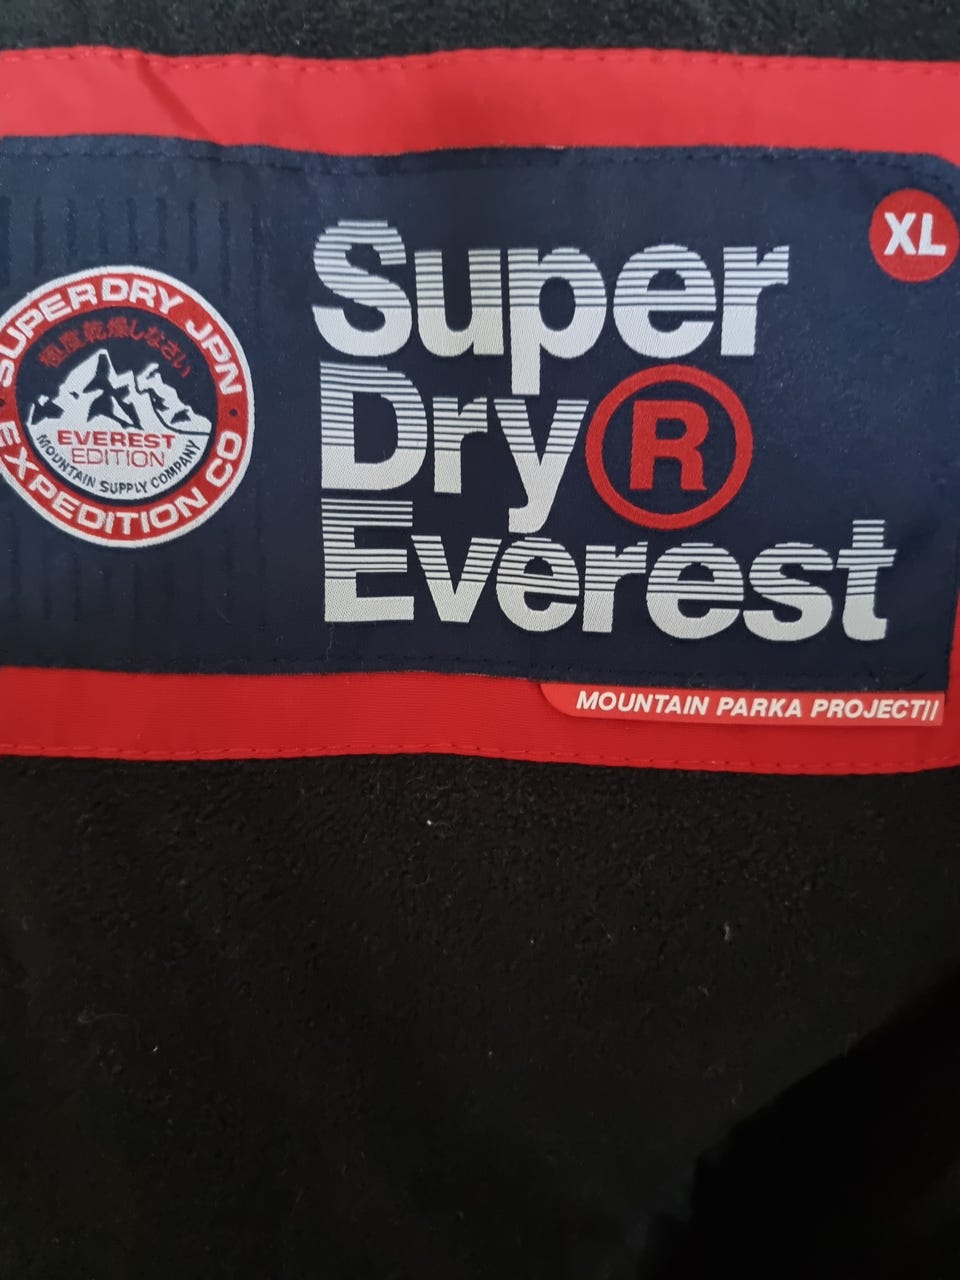 SUPERDRY JPN
極度乾燥しなさい
EVEREST
EDITION
MOUNTAIN SUPPLY COMPANY
EXPEDITION CO
Super
Dry®
Everest
XL
MOUNTAIN PARKA PROJECT//